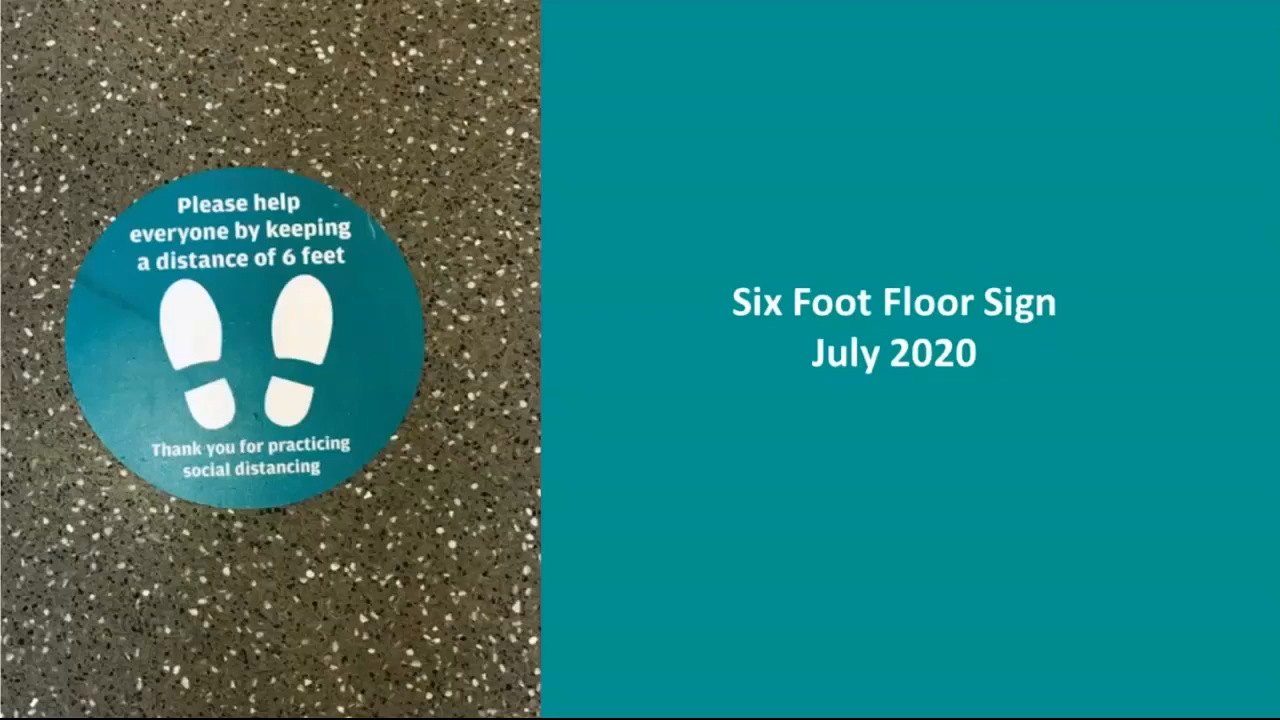 Please help
everyone by keeping
a distance of 6 feet
Thank you for practicing
social distancing
Six Foot Floor Sign
July 2020